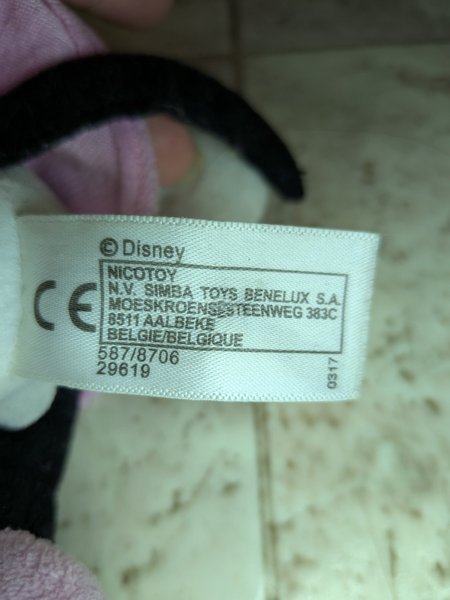 © Disney
CE
NICOTOY
N.V. SIMBA TOYS BENELUX S.A.
MOESKROENSESTEENWEG 383C
8511 AALBEKE
BELGIE/BELGIQUE
587/8706
29619
0317